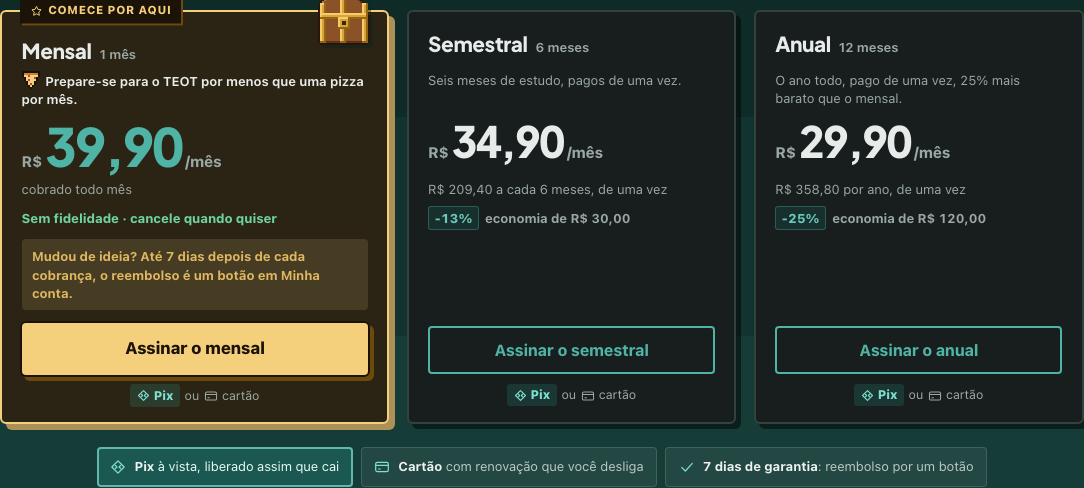 COMECE POR AQUI
Mensal 1 mês
Prepare-se para o TEOT por menos que uma pizza
por mês.
R$ 39,90/mês
cobrado todo mês
Sem fidelidade · cancele quando quiser
Mudou de ideia? Até 7 dias depois de cada
cobrança, o reembolso é um botão em Minha
conta.
Assinar o mensal
Pix ou cartão
Semestral 6 meses
Seis meses de estudo, pagos de uma vez.
R$ 34,90/mês
R$ 209,40 a cada 6 meses, de uma vez
-13% economia de R$ 30,00
Assinar o semestral
Pix ou cartão
Anual 12 meses
O ano todo, pago de uma vez, 25% mais
barato que o mensal.
R$ 29,90/mês
R$ 358,80 por ano, de uma vez
-25% economia de R$ 120,00
Assinar o anual
Pix ou cartão
Pix à vista, liberado assim que cai
Cartão com renovação que você desliga
7 dias de garantia: reembolso por um botão